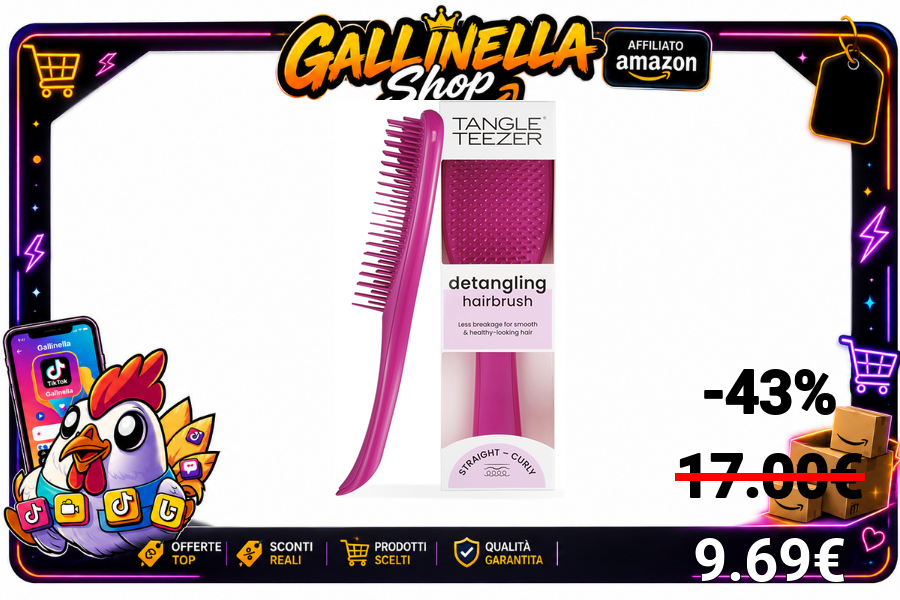 GALLINELLA
Shop
AFFILIATO
amazon
TANGLE
TEEZER
detangling
hairbrush
Less breakage for smooth
& healthy-looking hair
STRAIGHT – CURLY
Gallinella
TikTok
Gallinella
-43%
17.00€
9.69€
OFFERTE
TOP
SCONTI
REALI
PRODOTTI
SCELTI
QUALITÀ
GARANTITA